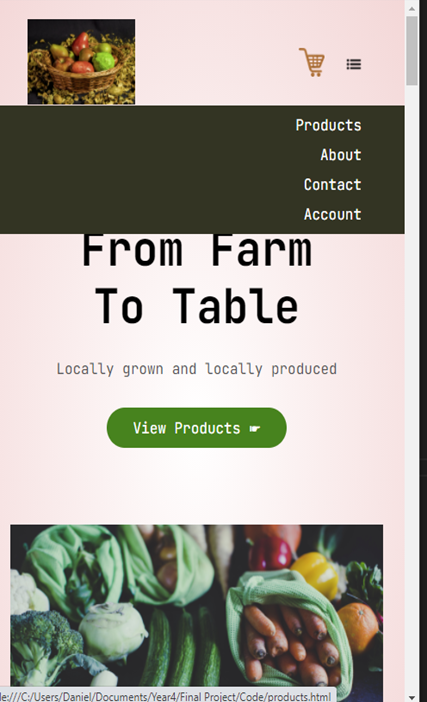 Products
About
Contact
Account
From Farm
To Table
Locally grown and locally produced
View Products ☛
le:///C:/Users/Daniel/Documents/Year4/Final Project/Code/products.html